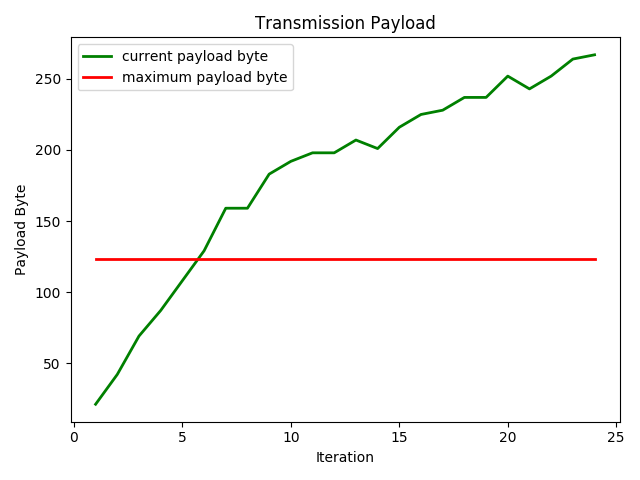 Transmission Payload
current payload byte
maximum payload byte
250
200
150
100
50
Payload Byte
0 5 10 15 20 25
Iteration